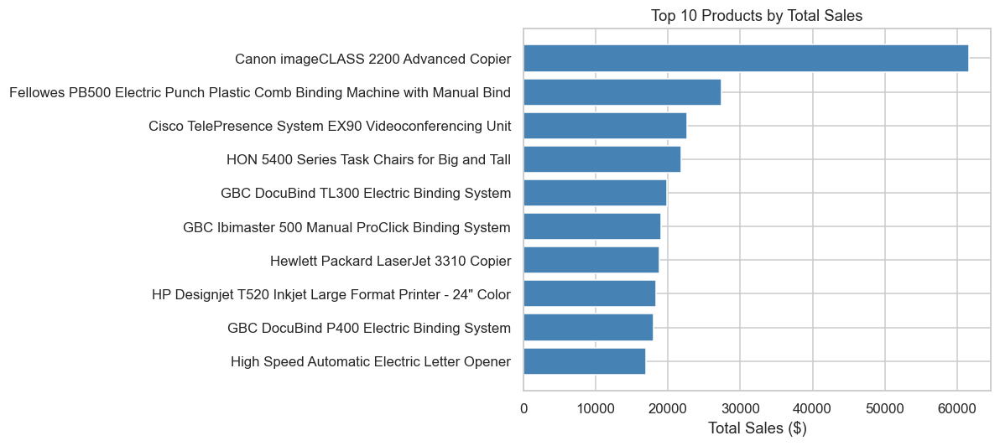 Top 10 Products by Total Sales
Canon imageCLASS 2200 Advanced Copier
Fellowes PB500 Electric Punch Plastic Comb Binding Machine with Manual Bind
Cisco TelePresence System EX90 Videoconferencing Unit
HON 5400 Series Task Chairs for Big and Tall
GBC DocuBind TL300 Electric Binding System
GBC Ibimaster 500 Manual ProClick Binding System
Hewlett Packard LaserJet 3310 Copier
HP Designjet T520 Inkjet Large Format Printer - 24" Color
GBC DocuBind P400 Electric Binding System
High Speed Automatic Electric Letter Opener
0 10000 20000 30000 40000 50000 60000
Total Sales ($)